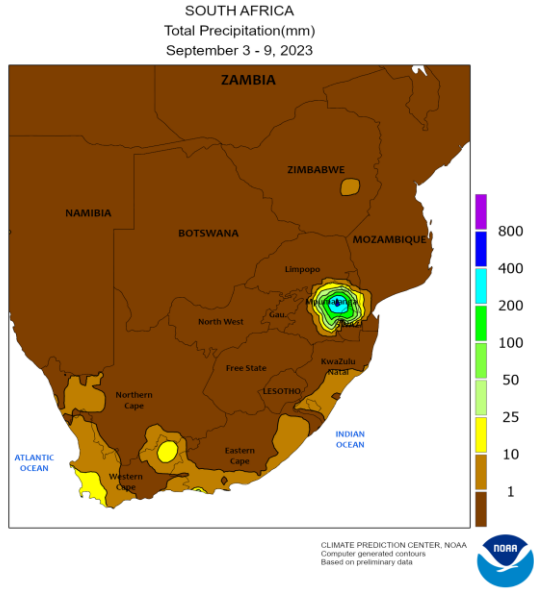 SOUTH AFRICA
Total Precipitation(mm)
September 3 - 9, 2023
ZAMBIA
ZIMBABWE
NAMIBIA
BOTSWANA
MOZAMBIQUE
Limpopo
Mpumalanga
North West
Gau.
Free State
KwaZulu
Natal
LESOTHO
Northern
Cape
Eastern
Cape
Western
Cape
ATLANTIC
OCEAN
INDIAN
OCEAN
800
400
200
100
50
25
10
1
CLIMATE PREDICTION CENTER, NOAA
Computer generated contours
Based on preliminary data
NOAA